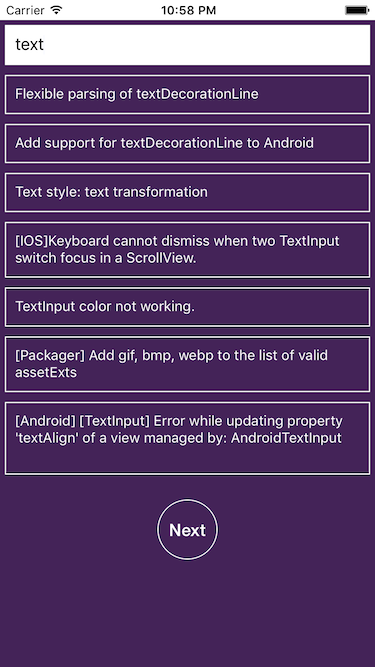 Carrier 10:58 PM
text
Flexible parsing of textDecorationLine
Add support for textDecorationLine to Android
Text style: text transformation
[IOS]Keyboard cannot dismiss when two TextInput
switch focus in a ScrollView.
TextInput color not working.
[Packager] Add gif, bmp, webp to the list of valid
assetExts
[Android] [TextInput] Error while updating property
'textAlign' of a view managed by: AndroidTextInput
Next